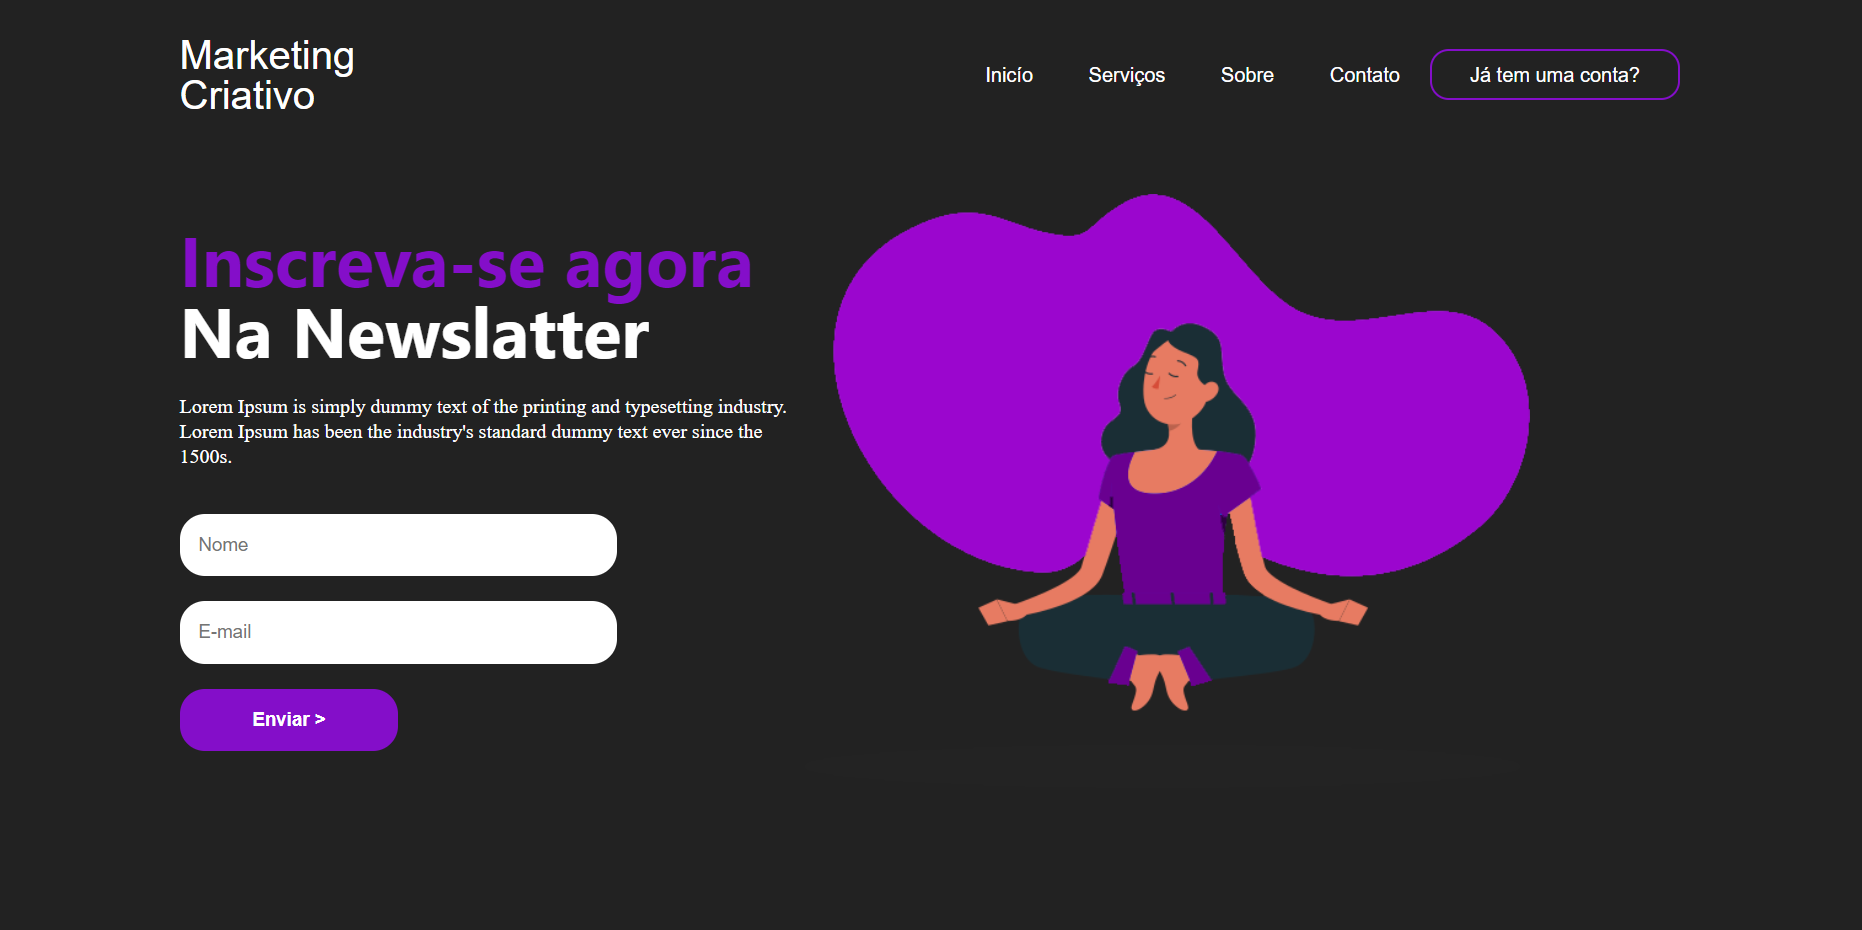 Marketing
Criativo
Inicío
Serviços
Sobre
Contato
Já tem uma conta?
Inscreva-se agora
Na Newslatter
Lorem Ipsum is simply dummy text of the printing and typesetting industry.
Lorem Ipsum has been the industry's standard dummy text ever since the
1500s.
Nome
E-mail
Enviar >